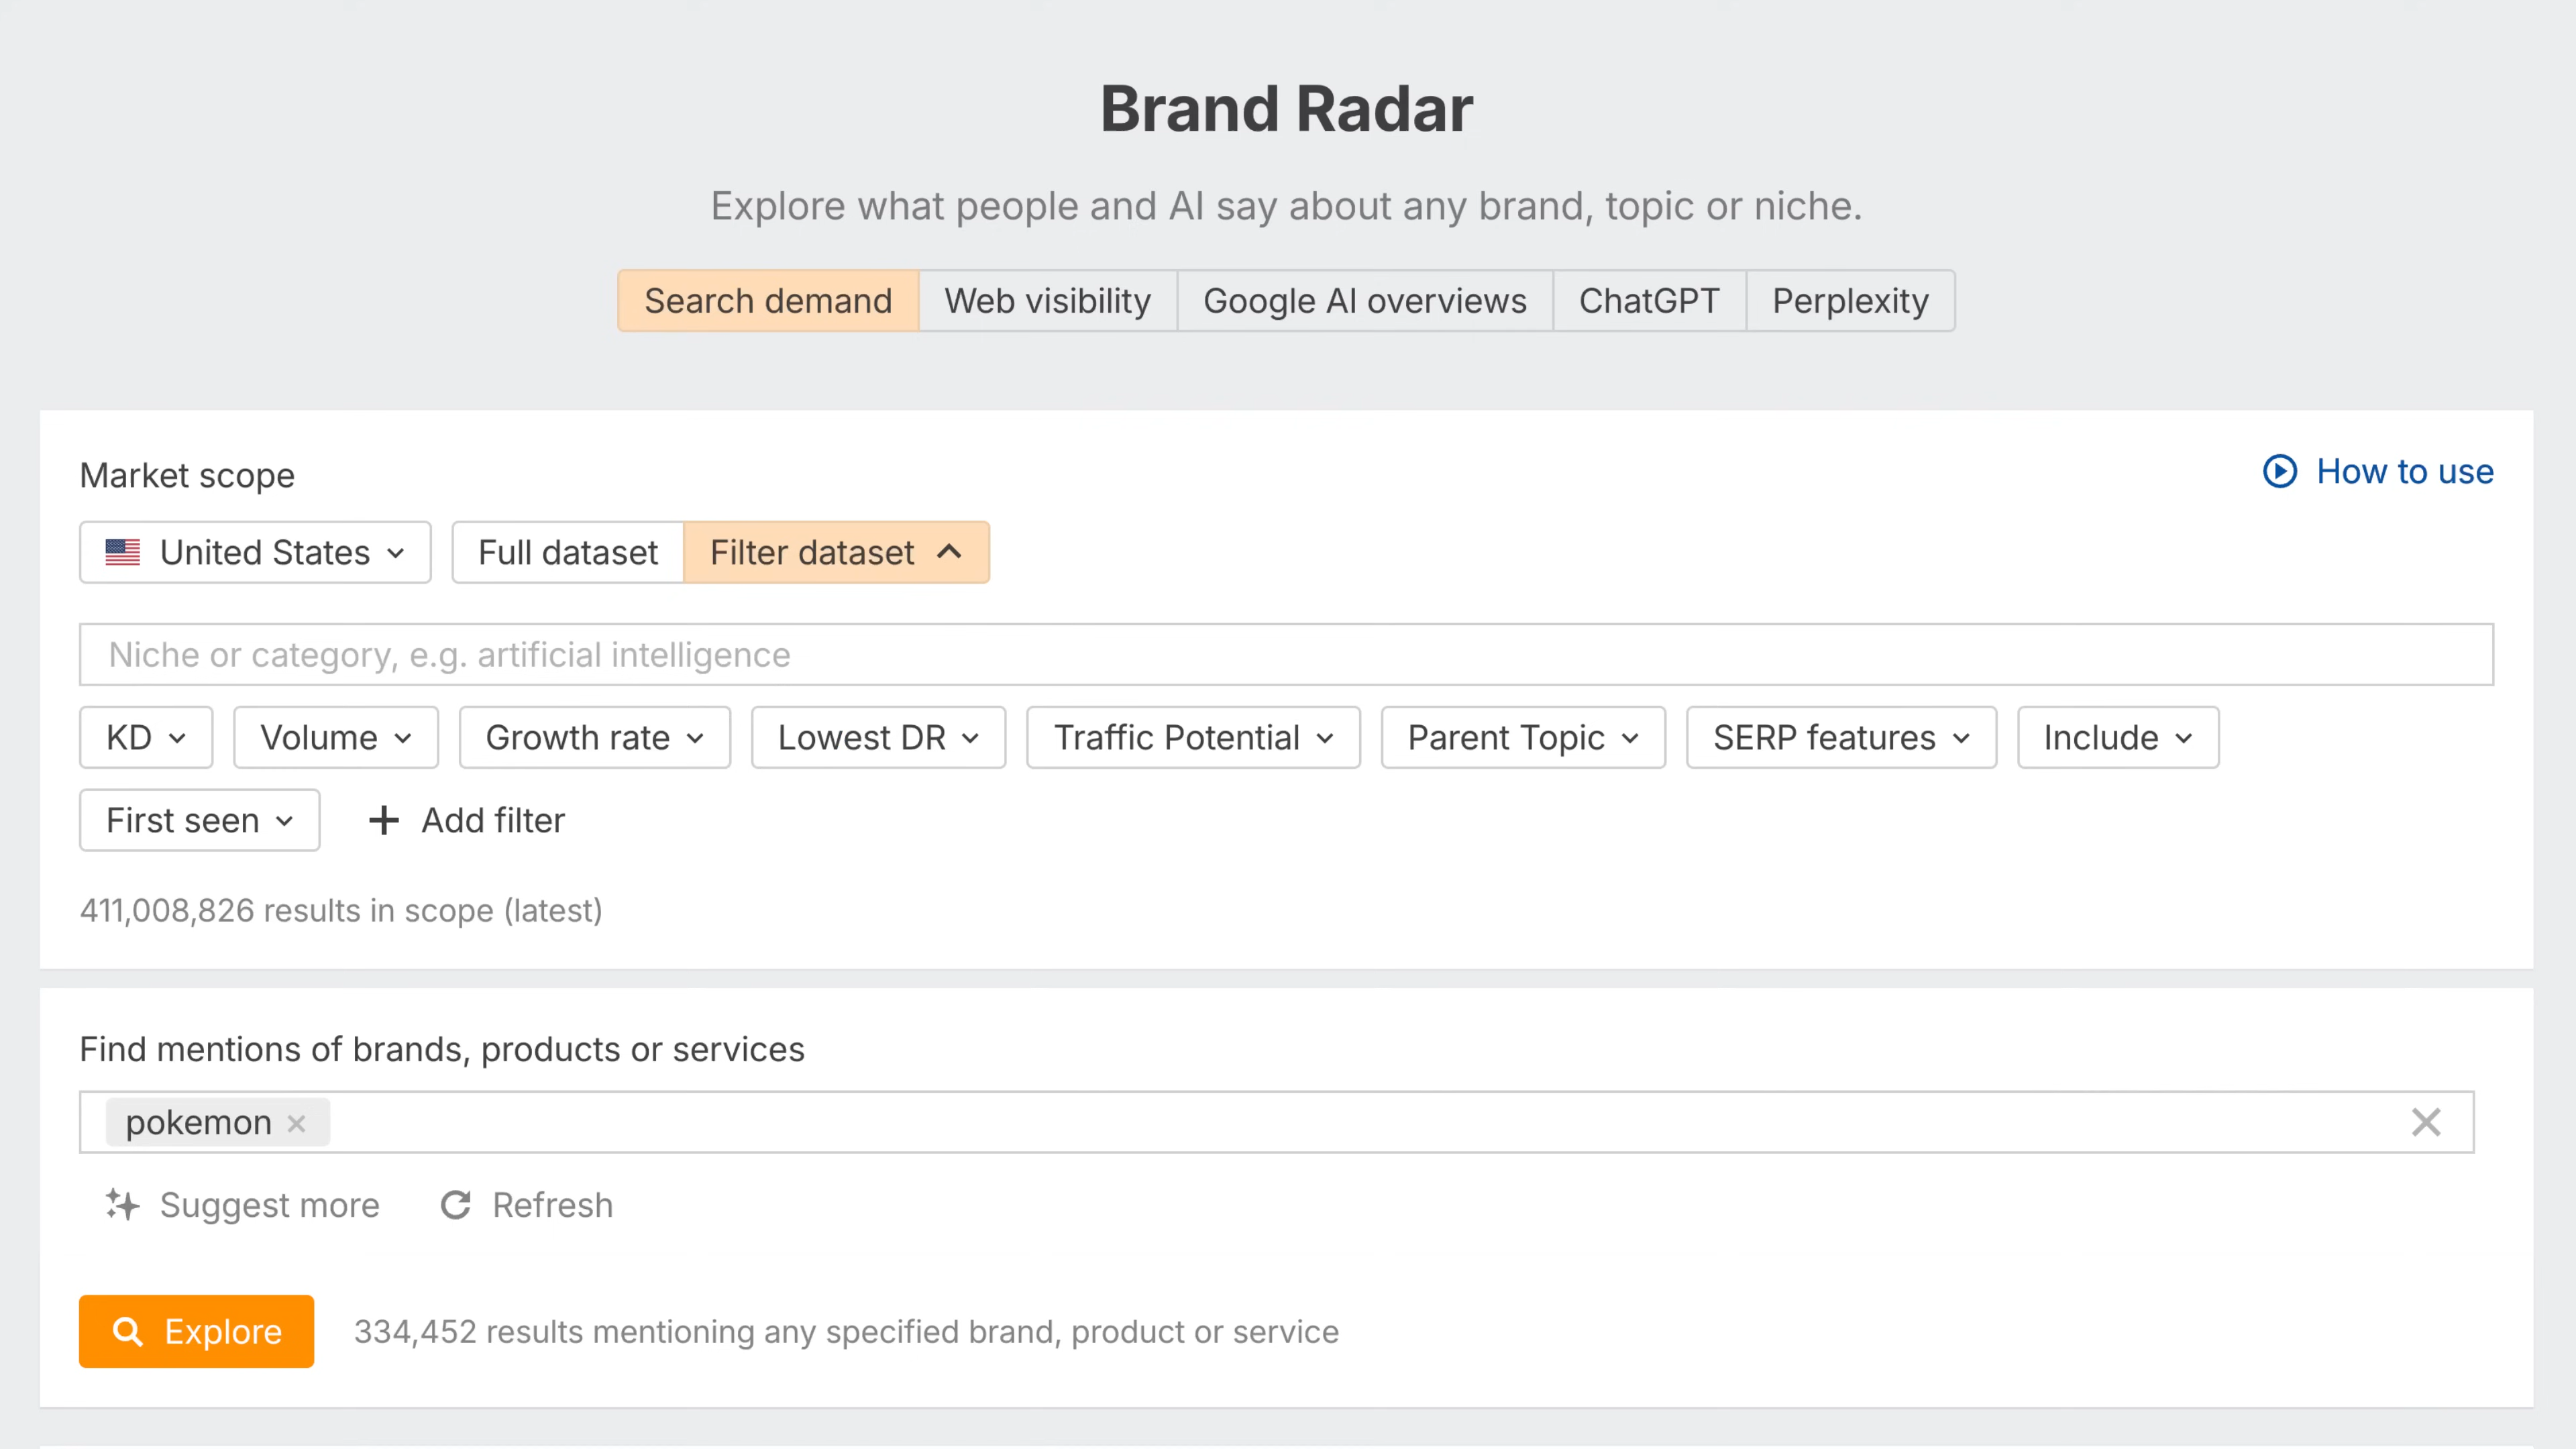 Brand Radar
Explore what people and AI say about any brand, topic or niche.
Search demand Web visibility Google AI overviews ChatGPT Perplexity
Market scope How to use
United States Full dataset Filter dataset
Niche or category, e.g. artificial intelligence
KD Volume Growth rate Lowest DR Traffic Potential Parent Topic SERP features Include
First seen + Add filter
411,008,826 results in scope (latest)
Find mentions of brands, products or services
pokemon
Suggest more Refresh
Explore 334,452 results mentioning any specified brand, product or service